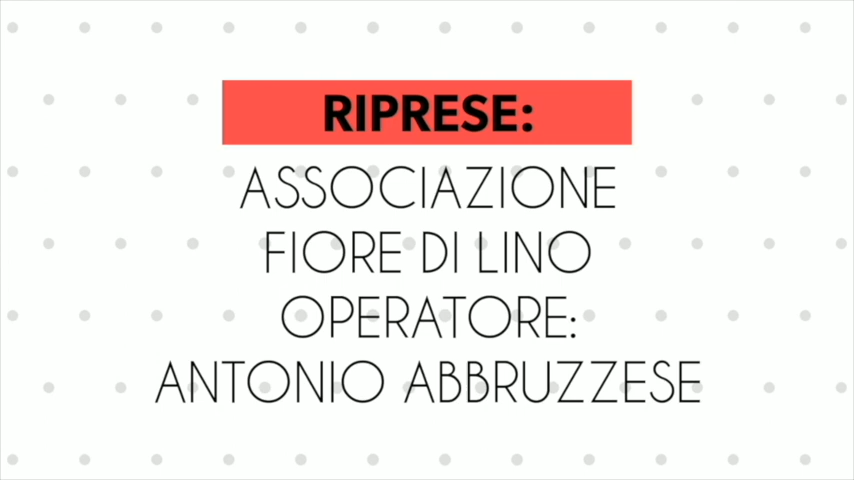 RIPRESE:
ASSOCIAZIONE
FIORE DI LINO
OPERATORE:
ANTONIO ABBRUZZESE